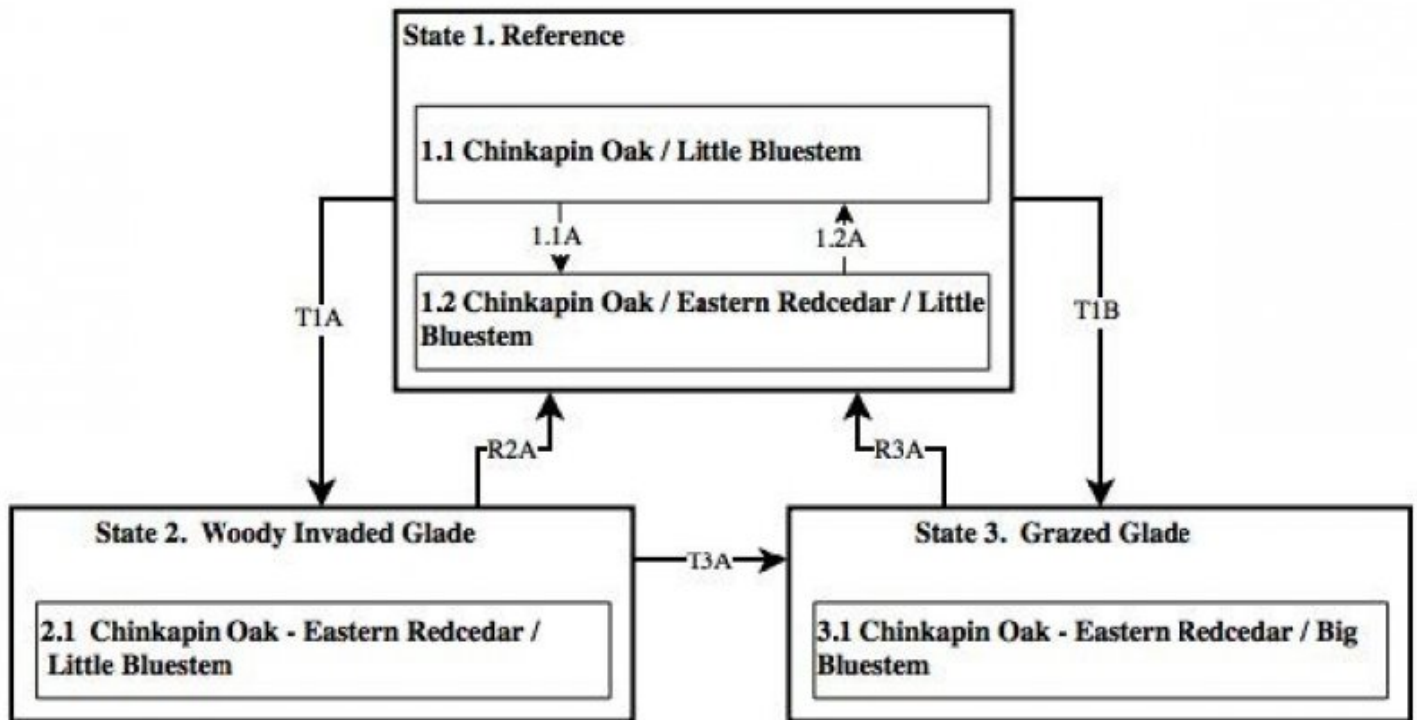 State 1. Reference
1.1 Chinkapin Oak / Little Bluestem
1.1A
1.2A
1.2 Chinkapin Oak / Eastern Redcedar / Little
Bluestem
T1A
T1B
R2A
R3A
State 2. Woody Invaded Glade
2.1 Chinkapin Oak - Eastern Redcedar /
Little Bluestem
T3A
State 3. Grazed Glade
3.1 Chinkapin Oak - Eastern Redcedar / Big
Bluestem